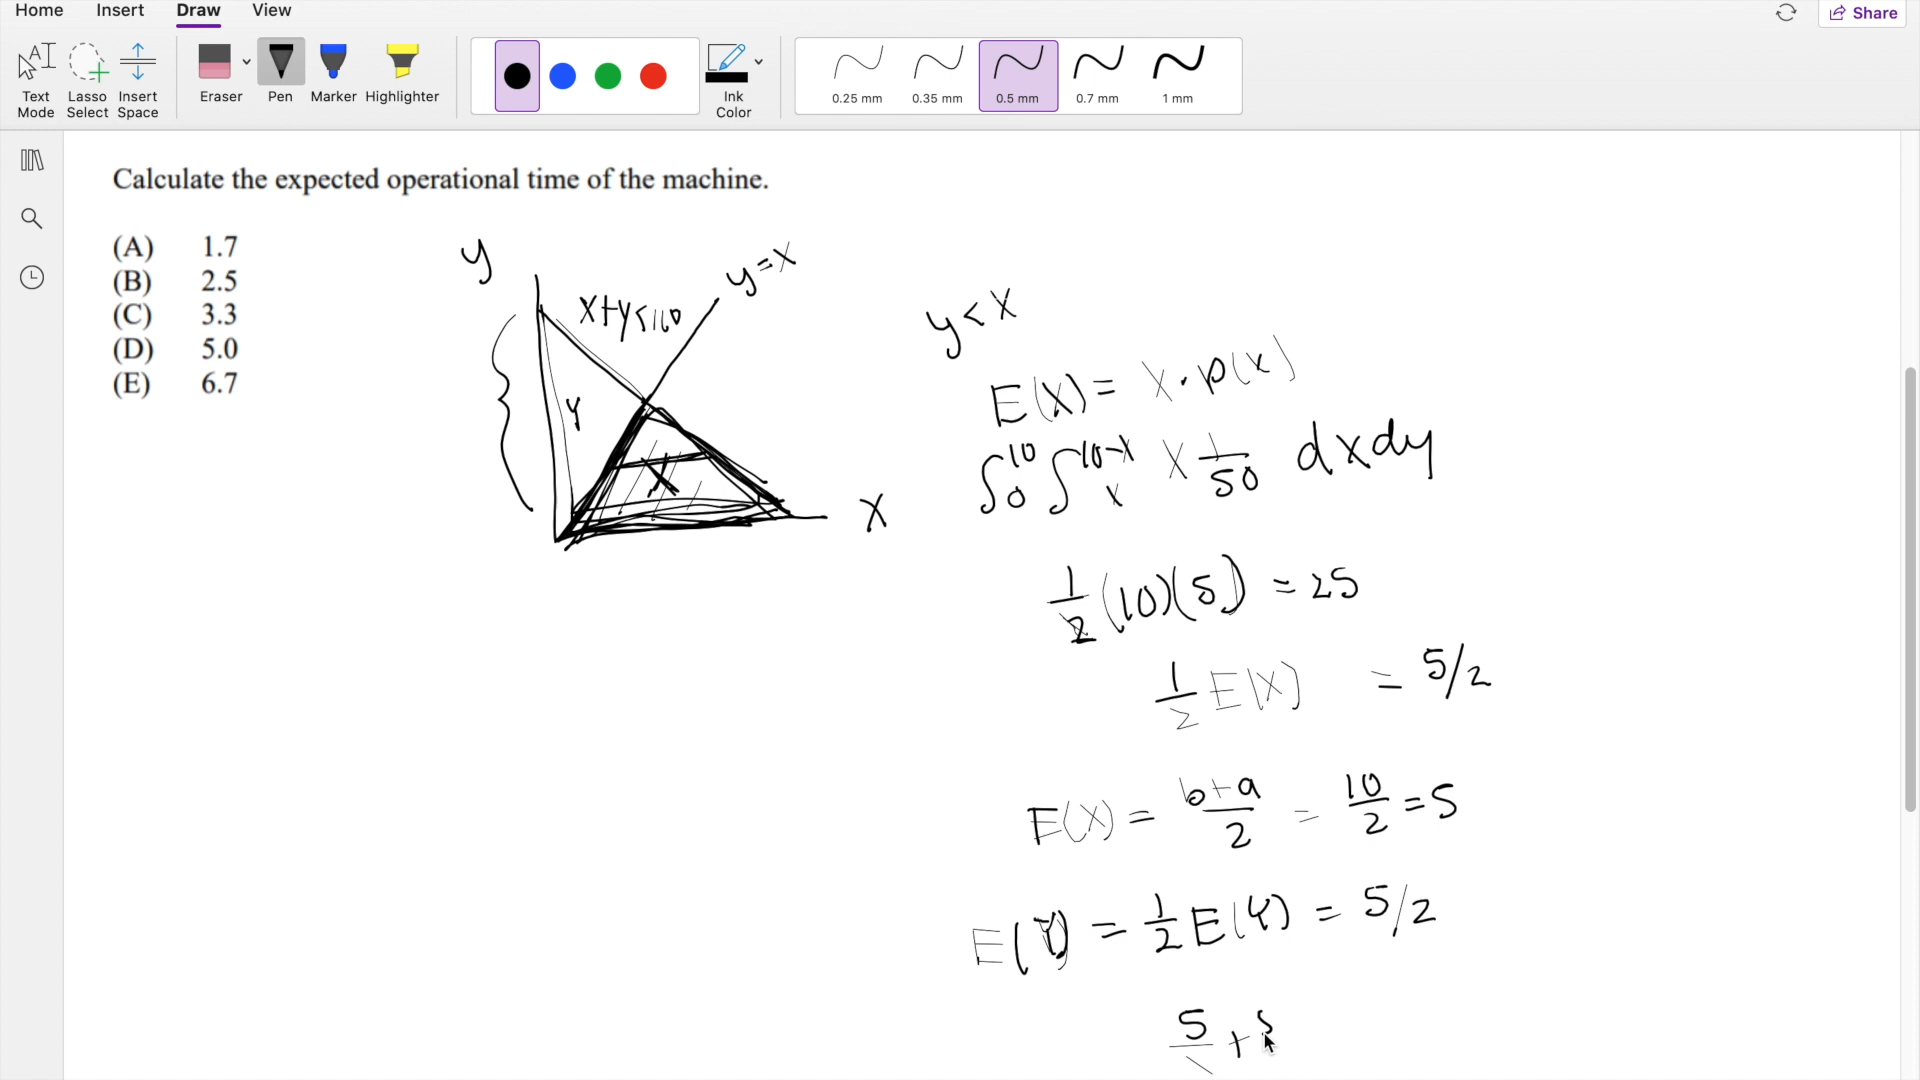 Home Insert Draw View Share
Text Mode Lasso Select Insert Space Eraser Pen Marker Highlighter Ink Color 0.25 mm 0.35 mm 0.5 mm 0.7 mm 1 mm
Calculate the expected operational time of the machine.
(A) 1.7
(B) 2.5
(C) 3.3
(D) 5.0
(E) 6.7
y
y=x
Y
X
X
y < X
E(X) = X · p(x)
∫₀¹⁰ ∫ₓ¹⁰⁻ˣ X 1/50 dxdy
1/2 (10)(5) = 25
1/2 E(X) = 5/2
E(X) = b+a/2 = 10/2 = 5
E(Y) = 1/2 E(Y) = 5/2
5 +